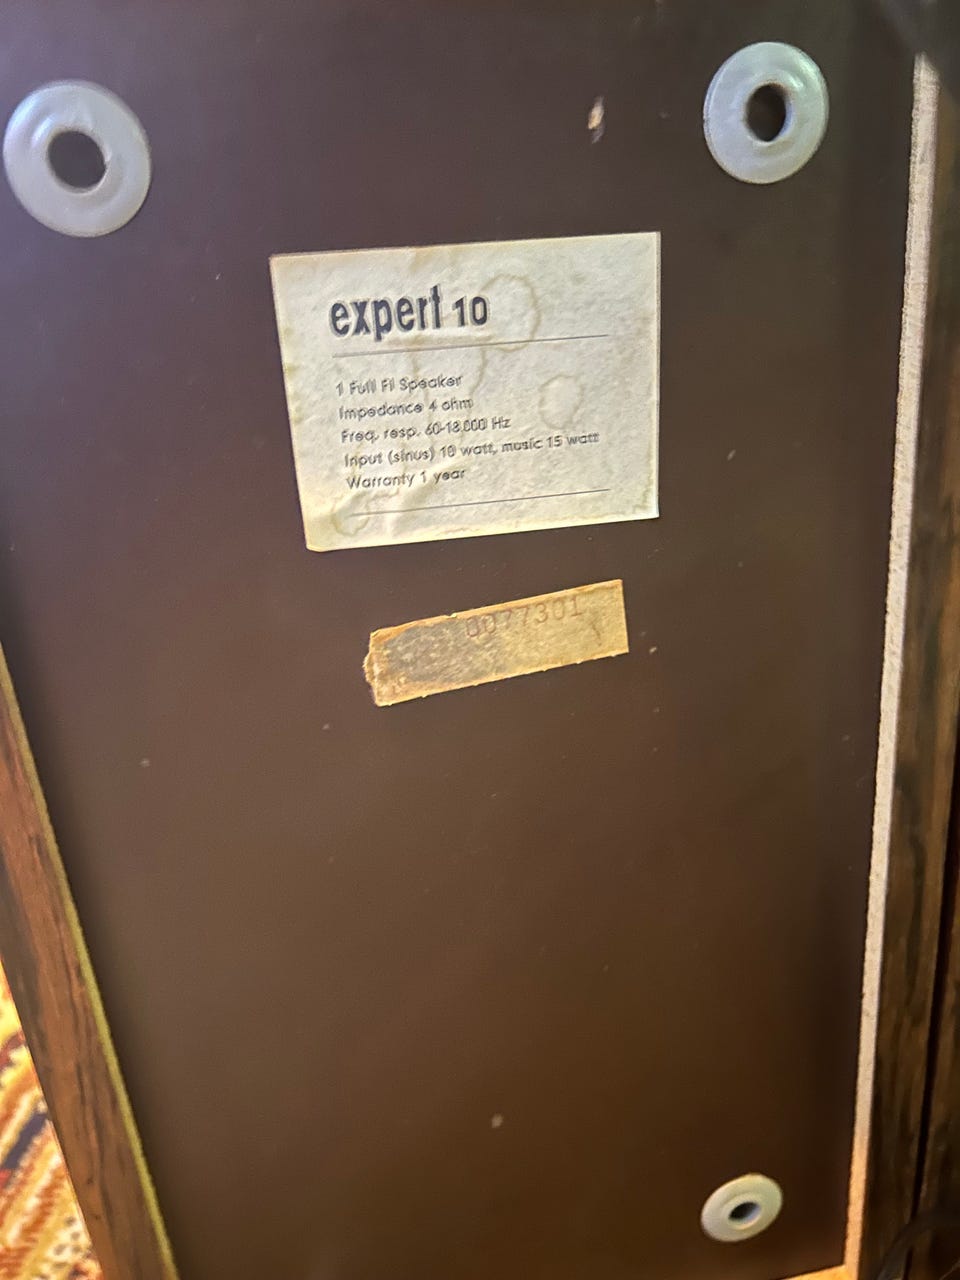 expert 10
1 Full Fi Speaker
Impedance 4 ohm
Freq. resp. 60-18.000 Hz
Input (sinus) 10 watt, music 15 watt
Warranty 1 year
0077301